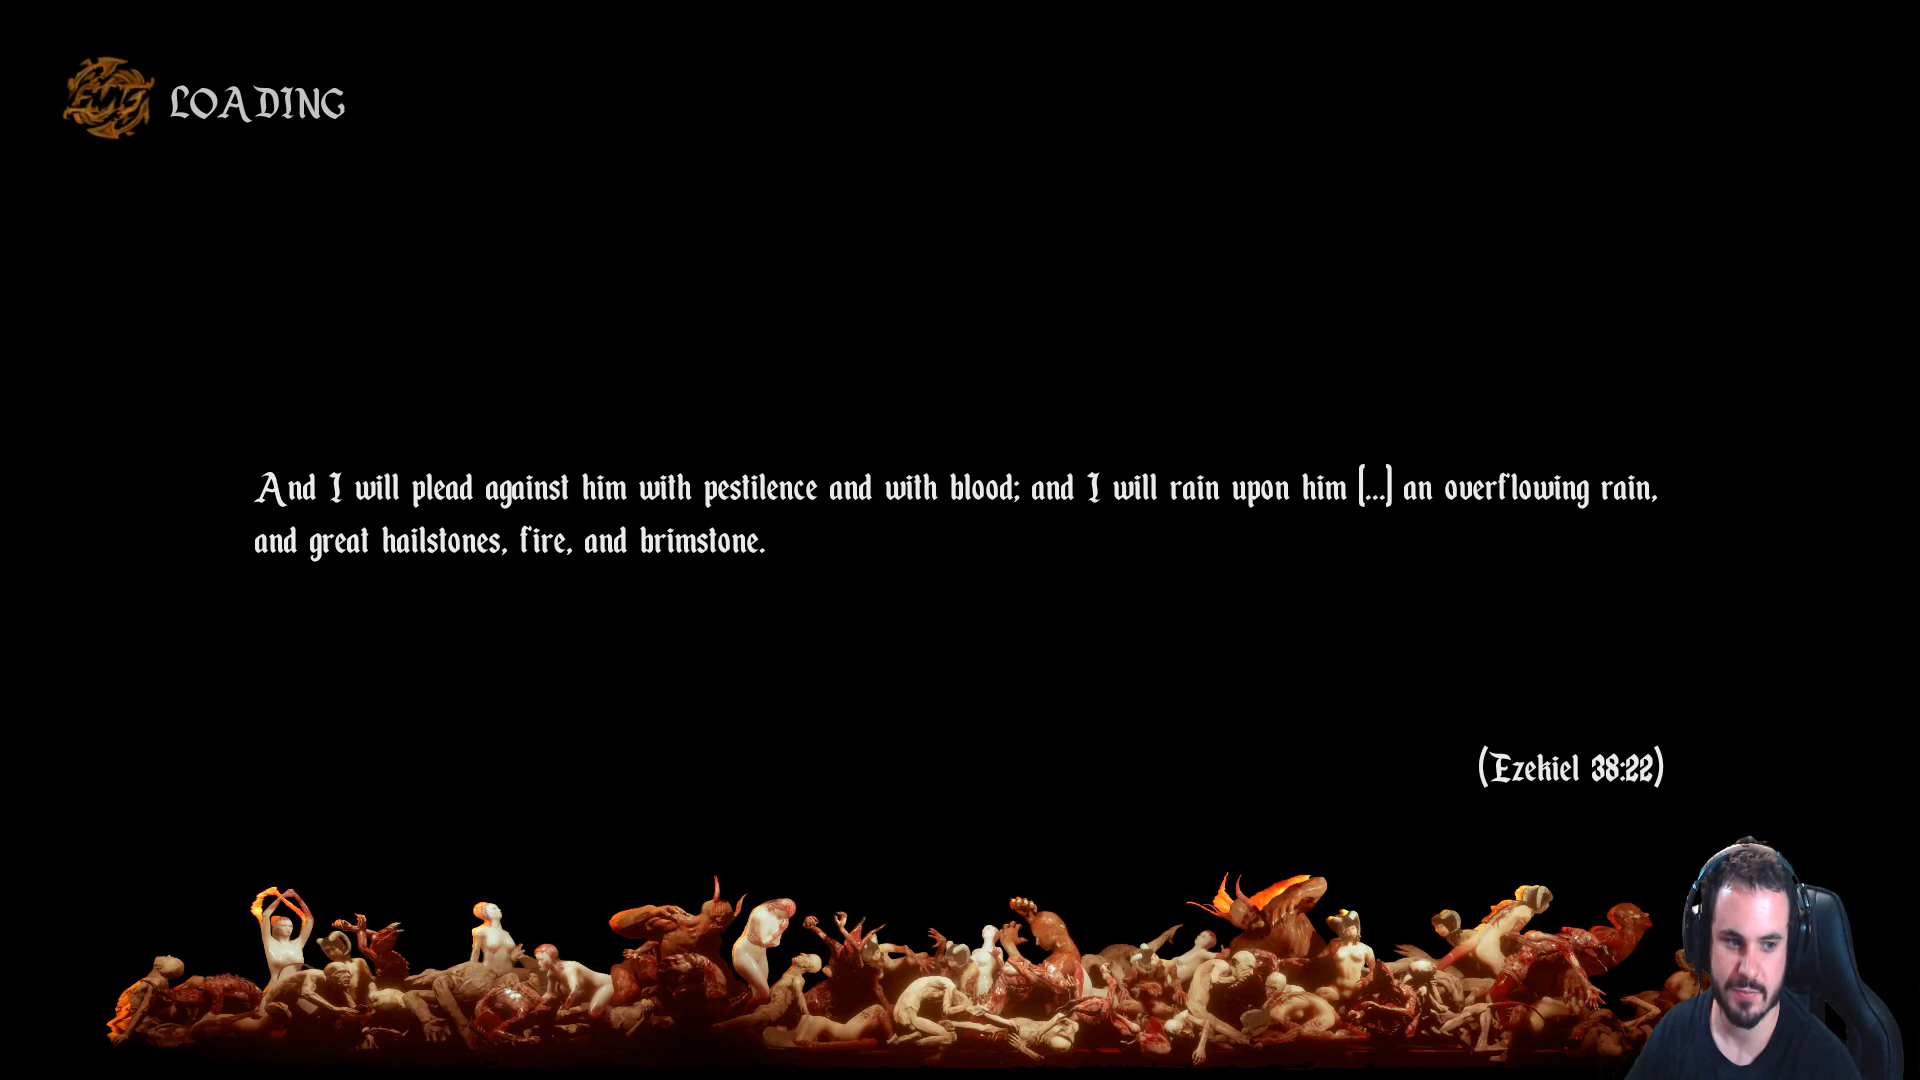 LOADING
And I will plead against him with pestilence and with blood; and I will rain upon him [...] an overflowing rain,
and great hailstones, fire, and brimstone.
(Ezekiel 38:22)